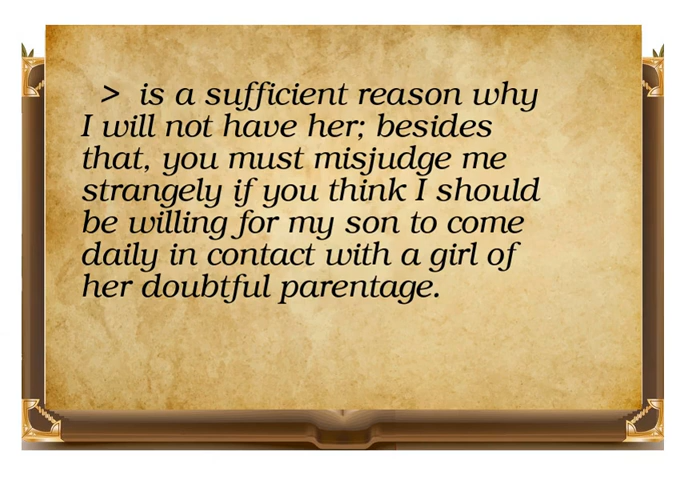 > is a sufficient reason why
I will not have her; besides
that, you must misjudge me
strangely if you think I should
be willing for my son to come
daily in contact with a girl of
her doubtful parentage.